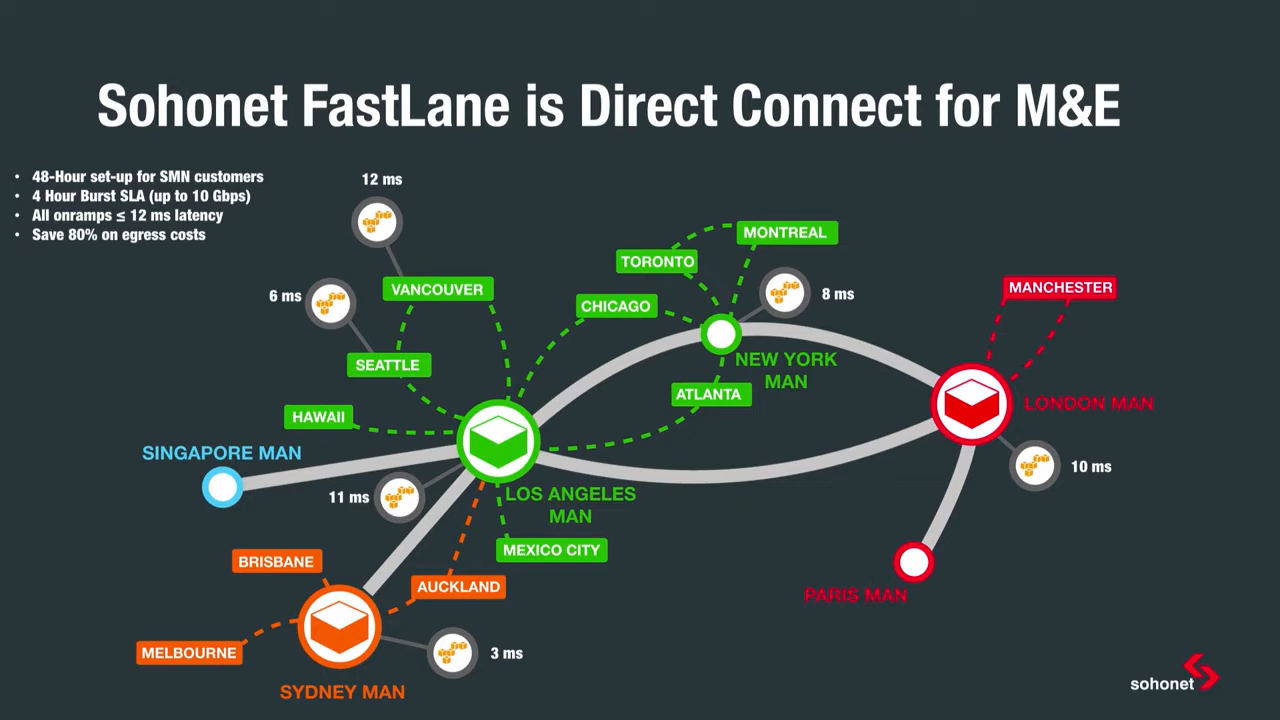 Sohonet FastLane is Direct Connect for M&E
• 48-Hour set-up for SMN customers
• 4 Hour Burst SLA (up to 10 Gbps)
• All onramps ≤ 12 ms latency
• Save 80% on egress costs
12 ms
MONTREAL
TORONTO
VANCOUVER
MANCHESTER
6 ms
8 ms
CHICAGO
SEATTLE
NEW YORK
MAN
ATLANTA
LONDON MAN
HAWAII
SINGAPORE MAN
10 ms
11 ms
LOS ANGELES
MAN
MEXICO CITY
BRISBANE
AUCKLAND
PARIS MAN
MELBOURNE
3 ms
SYDNEY MAN
sohonet